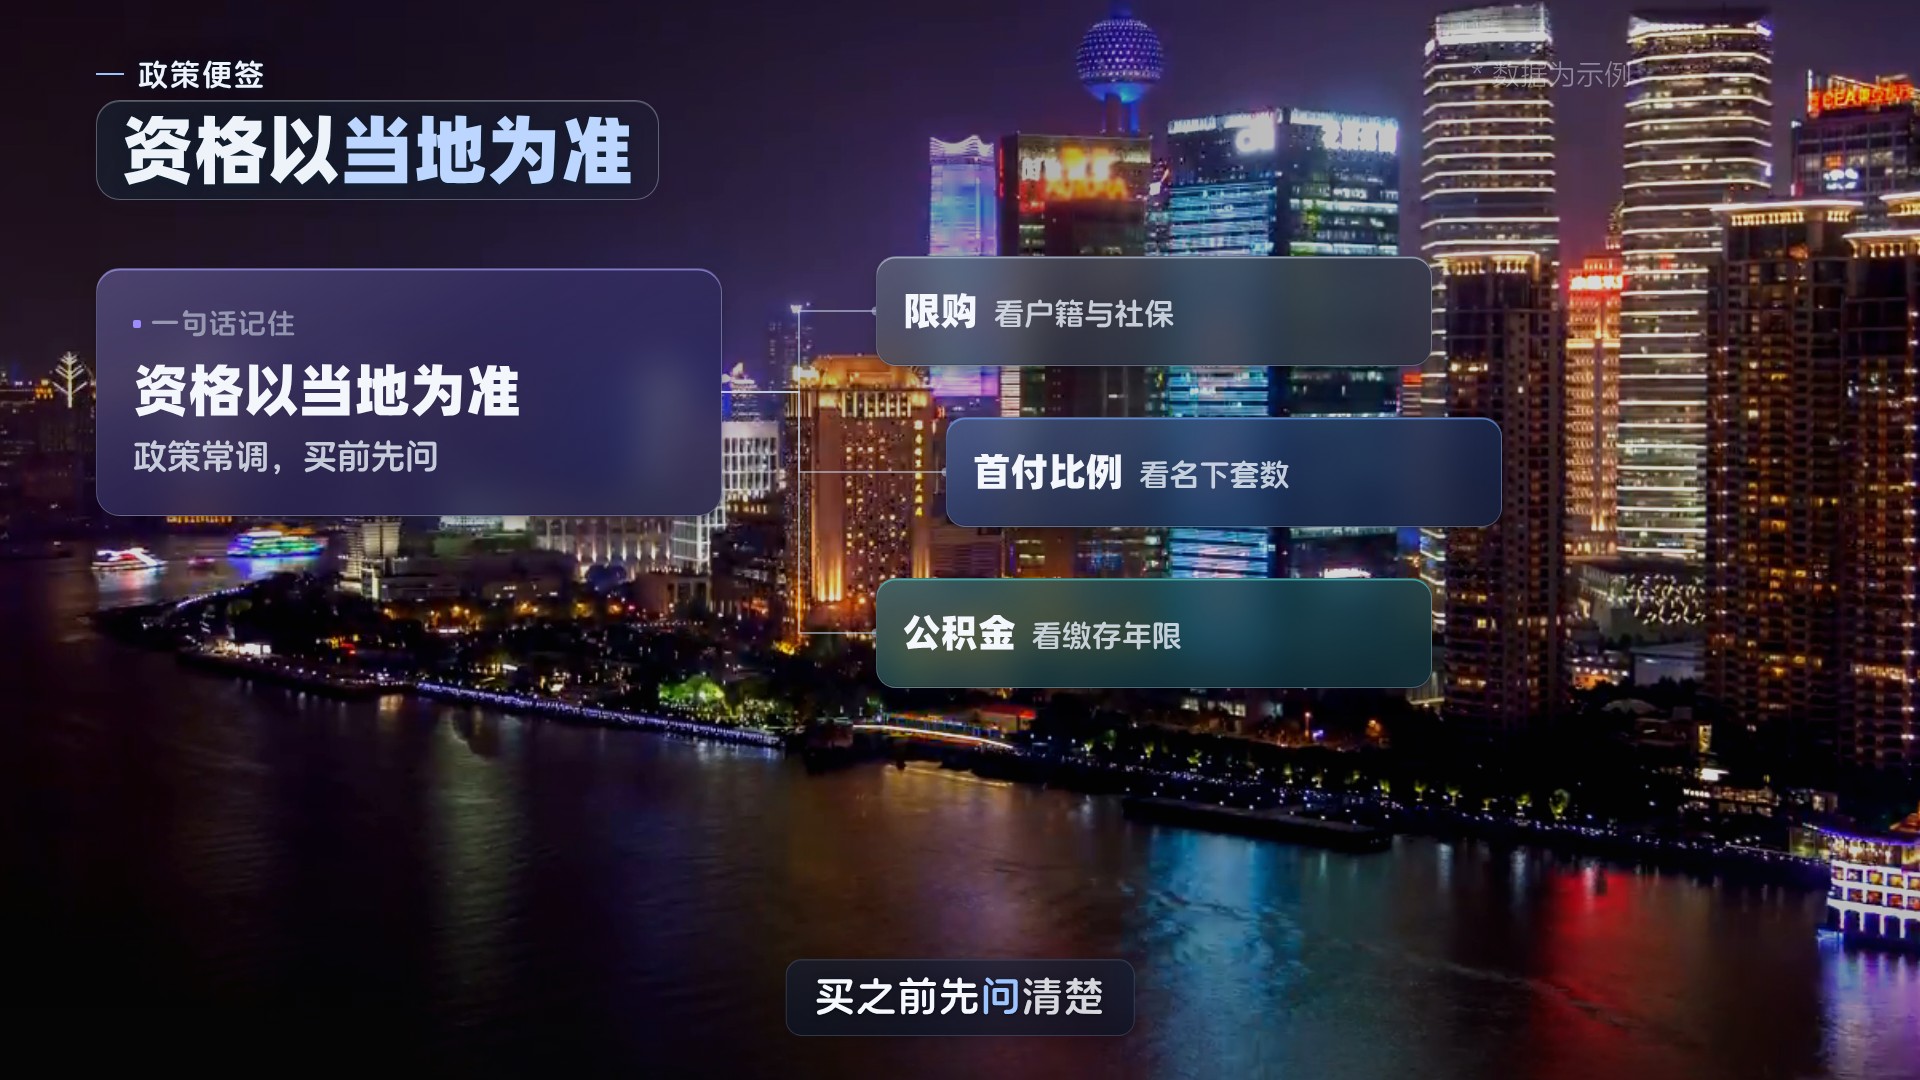 政策便签
资格以当地为准
* 数据为示例
一句话记住
资格以当地为准
政策常调，买前先问
限购 看户籍与社保
首付比例 看名下套数
公积金 看缴存年限
买之前先问清楚
AURORA